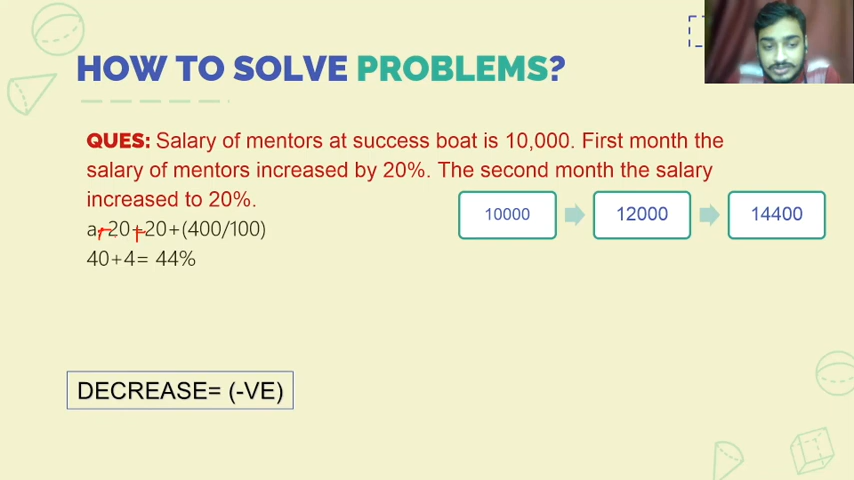 HOW TO SOLVE PROBLEMS?
QUES: Salary of mentors at success boat is 10,000. First month the
salary of mentors increased by 20%. The second month the salary
increased to 20%.
a+20+20+(400/100)
40+4= 44%
10000
12000
14400
DECREASE= (-VE)